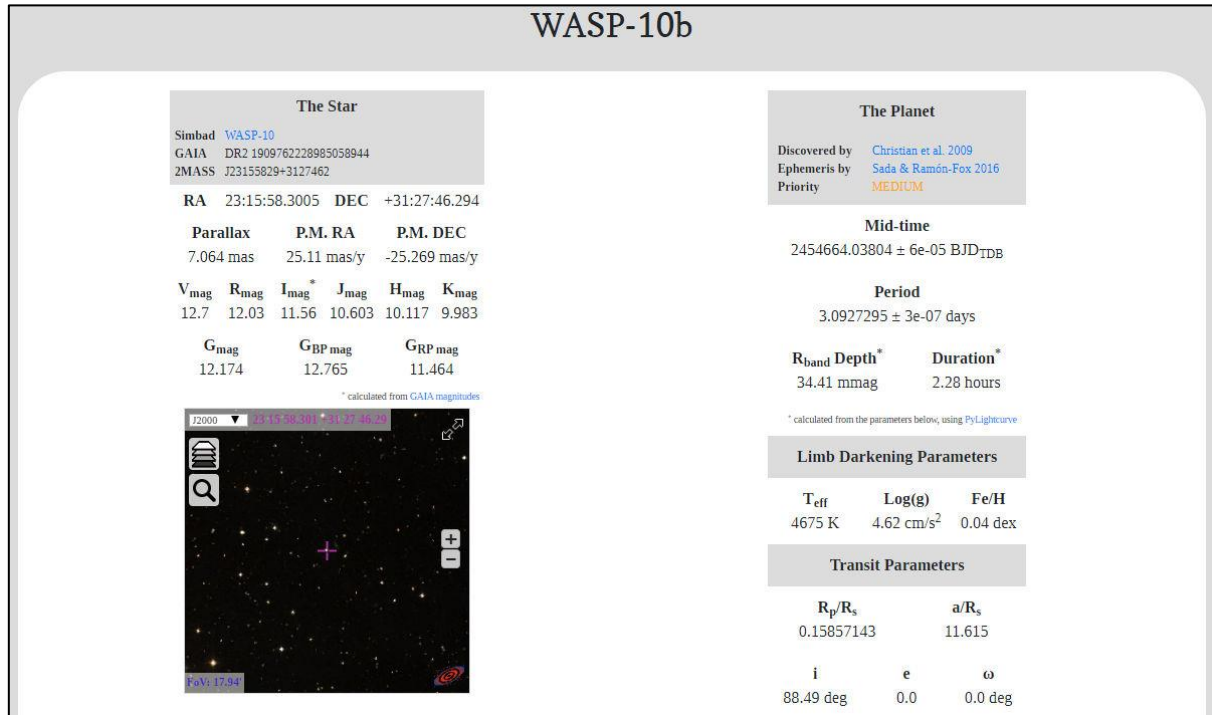 WASP-10b
The Star
Simbad WASP-10
GAIA DR2 1909762228985058944
2MASS J23155829+3127462
RA 23:15:58.3005 DEC +31:27:46.294
Parallax P.M. RA P.M. DEC
7.064 mas 25.11 mas/y -25.269 mas/y
Vmag Rmag Imag* Jmag Hmag Kmag
12.7 12.03 11.56 10.603 10.117 9.983
Gmag GBP mag GRP mag
12.174 12.765 11.464
* calculated from GAIA magnitudes
J2000 23 15 58.301 +31 27 46.29
+
−
FoV: 17.94'
The Planet
Discovered by Christian et al. 2009
Ephemeris by Sada & Ramón-Fox 2016
Priority MEDIUM
Mid-time
2454664.03804 ± 6e-05 BJDTDB
Period
3.0927295 ± 3e-07 days
Rband Depth* Duration*
34.41 mmag 2.28 hours
* calculated from the parameters below, using PyLightcurve
Limb Darkening Parameters
Teff Log(g) Fe/H
4675 K 4.62 cm/s2 0.04 dex
Transit Parameters
Rp/Rs a/Rs
0.15857143 11.615
i e ω
88.49 deg 0.0 0.0 deg